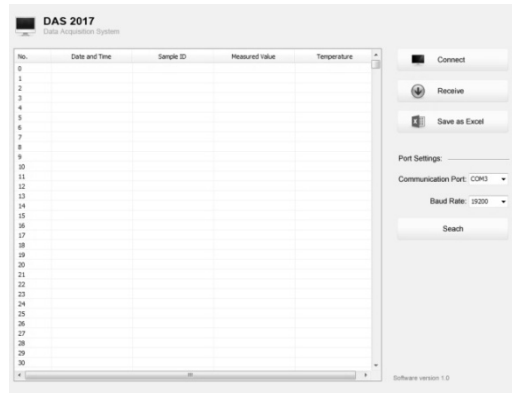 DAS 2017
Data Acquisition System
No. Date and Time Sample ID Measured Value Temperature
0
1
2
3
4
5
6
7
8
9
10
11
12
13
14
15
16
17
18
19
20
21
22
23
24
25
26
27
28
29
30
Connect
Receive
Save as Excel
Port Settings:
Communication Port: COM3
Baud Rate: 19200
Seach
Software version 1.0